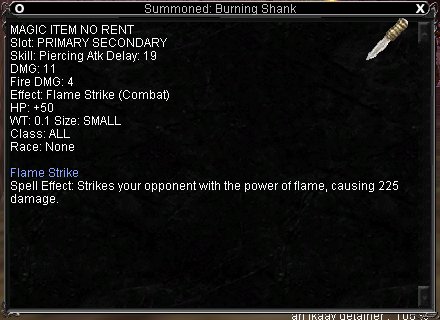 Summoned: Burning Shank
MAGIC ITEM NO RENT
Slot: PRIMARY SECONDARY
Skill: Piercing Atk Delay: 19
DMG: 11
Fire DMG: 4
Effect: Flame Strike (Combat)
HP: +50
WT: 0.1 Size: SMALL
Class: ALL
Race: None
Flame Strike
Spell Effect: Strikes your opponent with the power of flame, causing 225
damage.